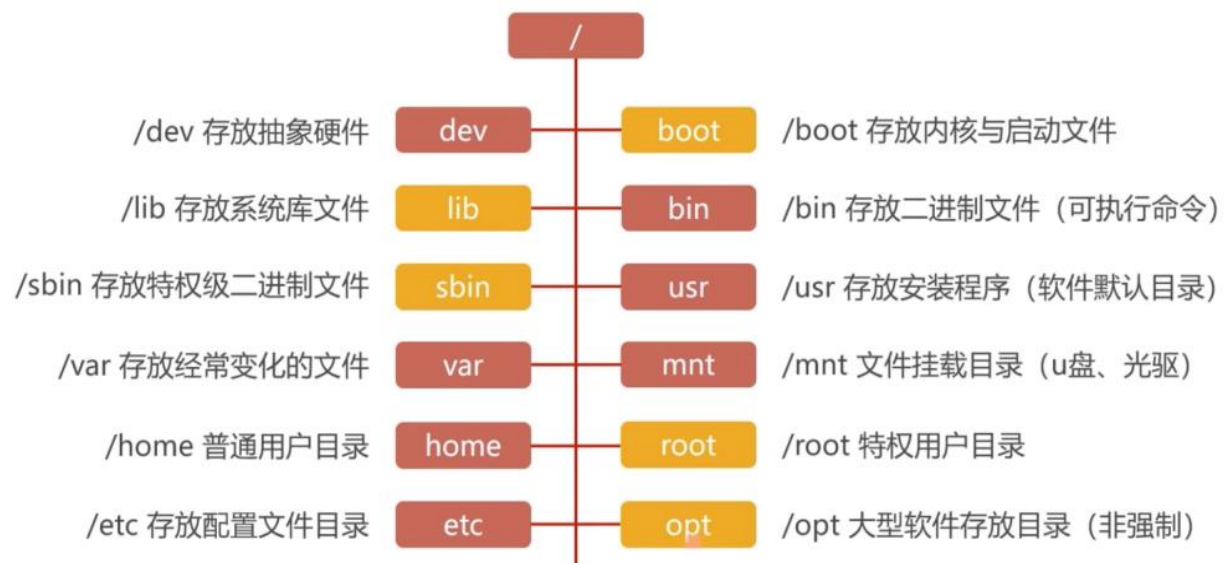 /
/dev 存放抽象硬件 dev boot /boot 存放内核与启动文件
/lib 存放系统库文件 lib bin /bin 存放二进制文件（可执行命令）
/sbin 存放特权级二进制文件 sbin usr /usr 存放安装程序（软件默认目录）
/var 存放经常变化的文件 var mnt /mnt 文件挂载目录（u盘、光驱）
/home 普通用户目录 home root /root 特权用户目录
/etc 存放配置文件目录 etc opt /opt 大型软件存放目录（非强制）